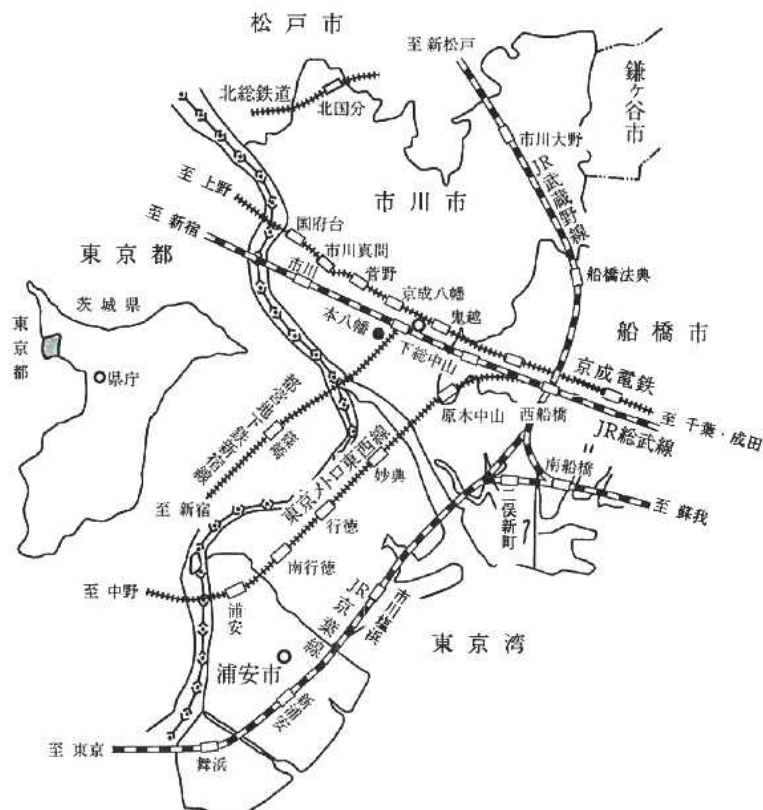 松戸市
至 新松戸
鎌ヶ谷市
北総鉄道
北国分
市川大野
JR武蔵野線
至 上野
市川市
国府台
至 新宿
市川真間
東京都
市川
菅野
船橋法典
茨城県
京成八幡
鬼越
船橋市
本八幡
東京都
下総中山
京成電鉄
県庁
都営地下鉄新宿線
篠崎
原木中山
西船橋
至 千葉・成田
JR総武線
東京メトロ東西線
妙典
南船橋
至 新宿
二俣新町
至 蘇我
行徳
南行徳
至 中野
浦安
JR京葉線
市川塩浜
東京湾
浦安市
新浦安
至 東京
舞浜